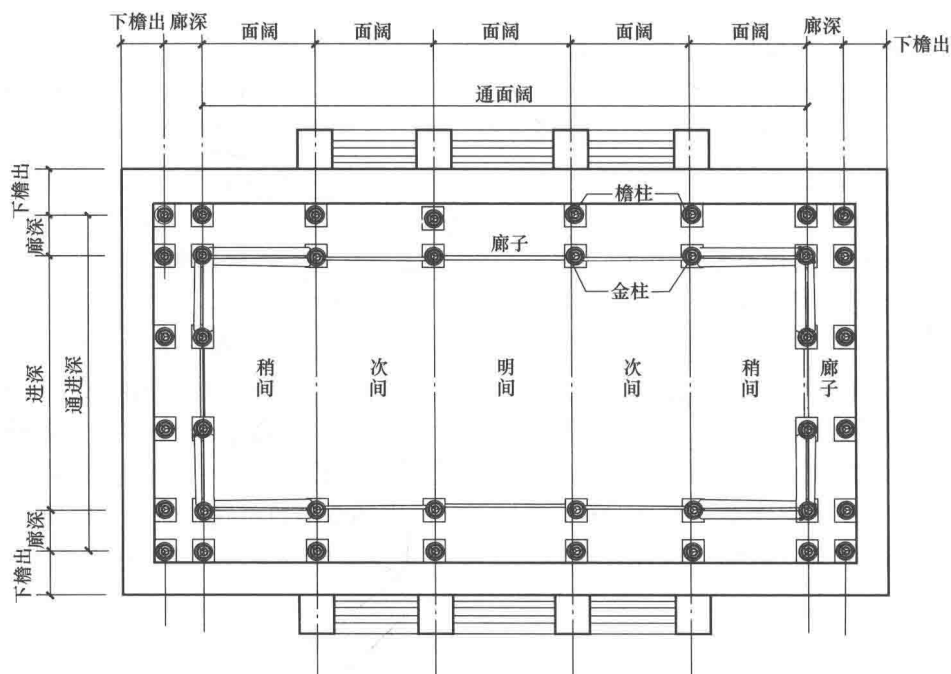 下檐出 廊深 面阔 面阔 面阔 面阔 面阔 廊深 下檐出
通面阔
下檐出
廊深
进深
通进深
廊深
下檐出
檐柱
廊子
金柱
稍间 次间 明间 次间 稍间 廊子